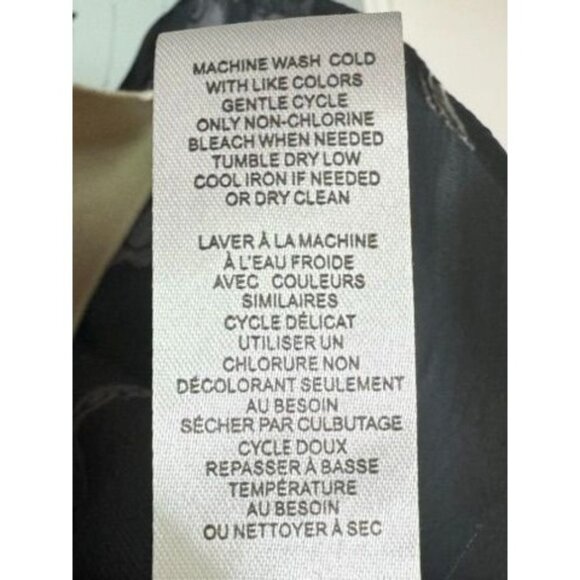 MACHINE WASH COLD
WITH LIKE COLORS
GENTLE CYCLE
ONLY NON-CHLORINE
BLEACH WHEN NEEDED
TUMBLE DRY LOW
COOL IRON IF NEEDED
OR DRY CLEAN
LAVER À LA MACHINE
À L'EAU FROIDE
AVEC COULEURS
SIMILAIRES
CYCLE DÉLICAT
UTILISER UN
CHLORURE NON
DÉCOLORANT SEULEMENT
AU BESOIN
SÉCHER PAR CULBUTAGE
CYCLE DOUX
REPASSER À BASSE
TEMPÉRATURE
AU BESOIN
OU NETTOYER À SEC